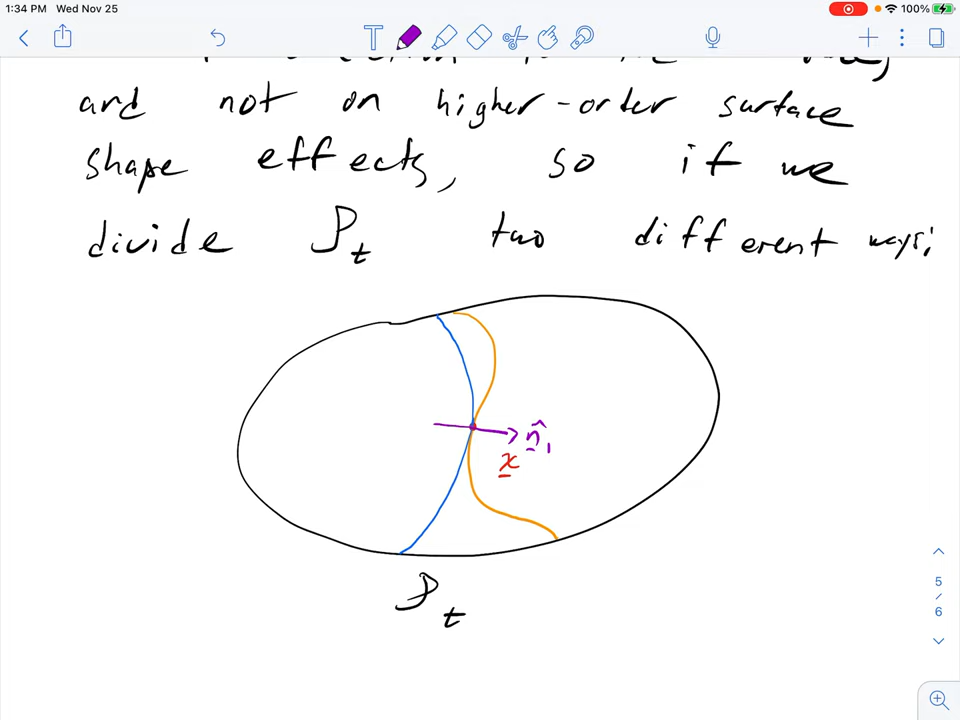 1:34 PM Wed Nov 25
100%
and not on higher-order surface
shape effects, so if we
divide P_t two different ways:
n̂₁
x
P_t
5
/
6